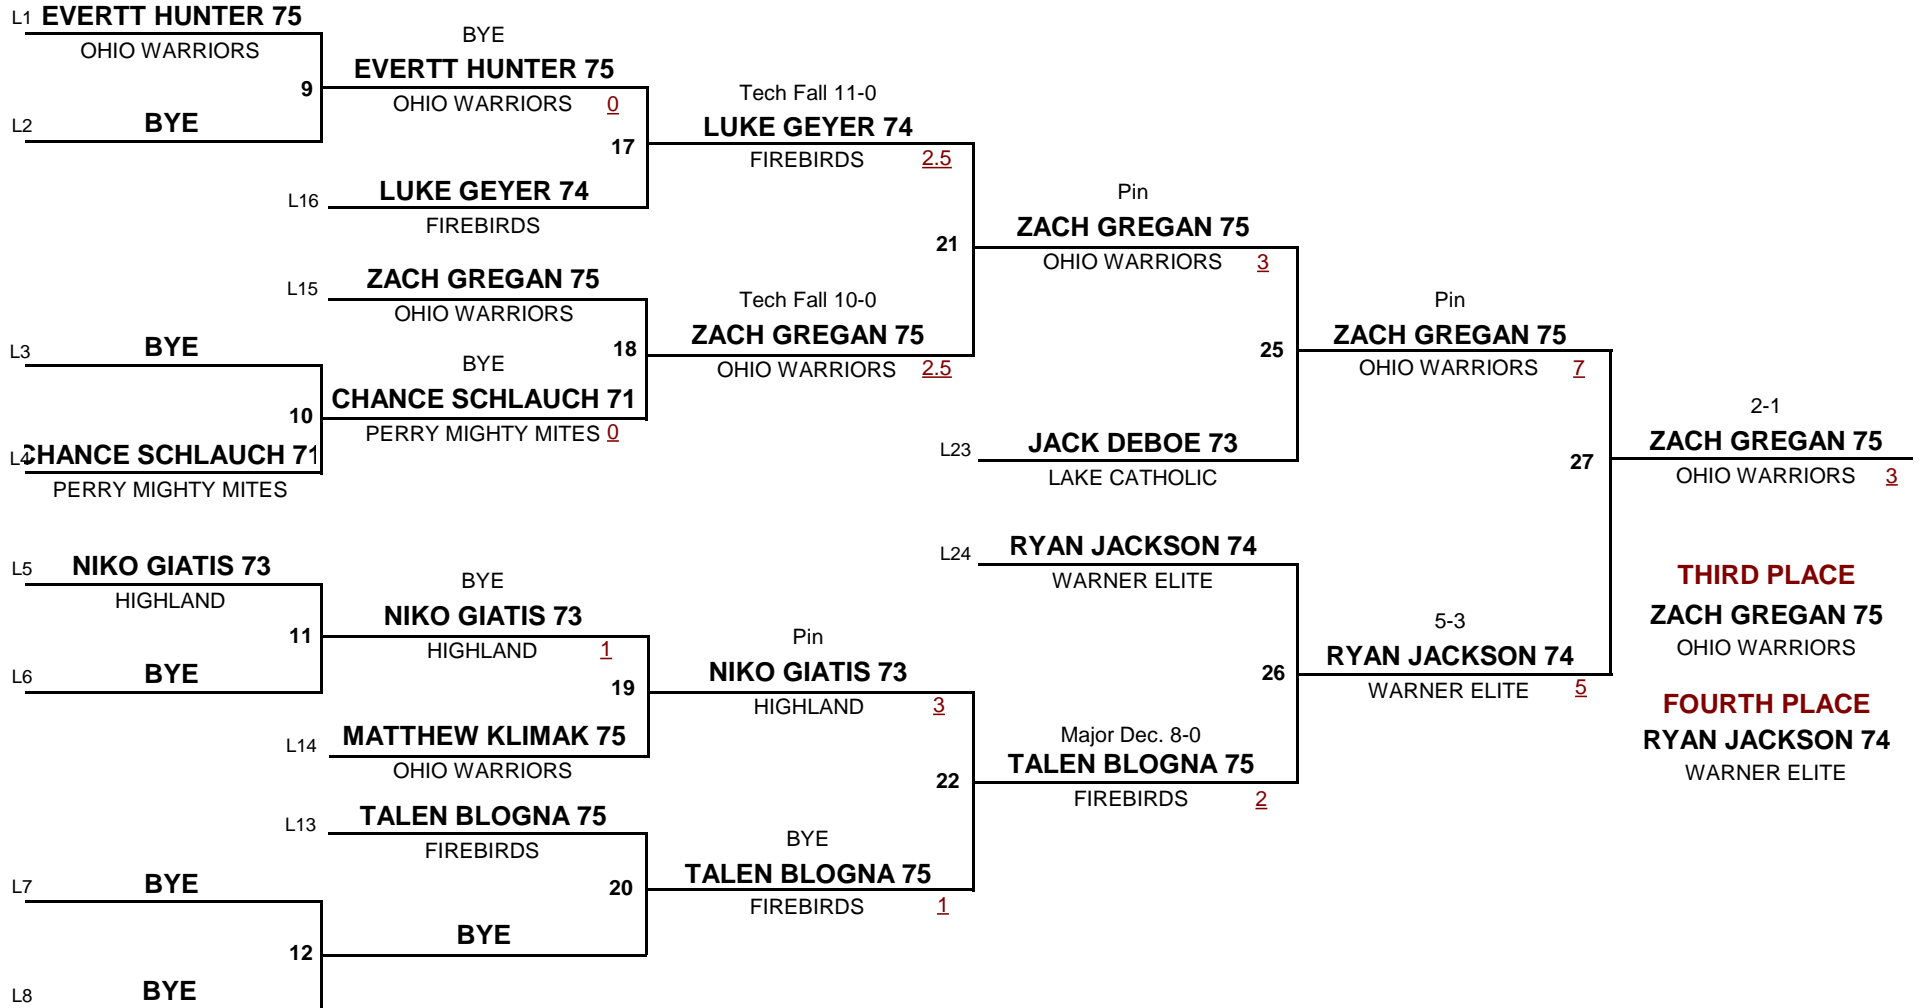 L1 EVERTT HUNTER 75
OHIO WARRIORS
9
L2 BYE
BYE
EVERTT HUNTER 75
OHIO WARRIORS 0
17
L16 LUKE GEYER 74
FIREBIRDS
Tech Fall 11-0
LUKE GEYER 74
FIREBIRDS 2.5
21
L15 ZACH GREGAN 75
OHIO WARRIORS
18
L3 BYE
10
L4 CHANCE SCHLAUCH 71
PERRY MIGHTY MITES
BYE
CHANCE SCHLAUCH 71
PERRY MIGHTY MITES 0
Tech Fall 10-0
ZACH GREGAN 75
OHIO WARRIORS 2.5
Pin
ZACH GREGAN 75
OHIO WARRIORS 3
25
L23 JACK DEBOE 73
LAKE CATHOLIC
Pin
ZACH GREGAN 75
OHIO WARRIORS 7
27
2-1
ZACH GREGAN 75
OHIO WARRIORS 3
L5 NIKO GIATIS 73
HIGHLAND
11
L6 BYE
BYE
NIKO GIATIS 73
HIGHLAND 1
19
L14 MATTHEW KLIMAK 75
OHIO WARRIORS
Pin
NIKO GIATIS 73
HIGHLAND 3
22
L13 TALEN BLOGNA 75
FIREBIRDS
20
L7 BYE
12
L8 BYE
BYE
BYE
TALEN BLOGNA 75
FIREBIRDS 1
Major Dec. 8-0
TALEN BLOGNA 75
FIREBIRDS 2
L24 RYAN JACKSON 74
WARNER ELITE
26
5-3
RYAN JACKSON 74
WARNER ELITE 5
THIRD PLACE
ZACH GREGAN 75
OHIO WARRIORS
FOURTH PLACE
RYAN JACKSON 74
WARNER ELITE